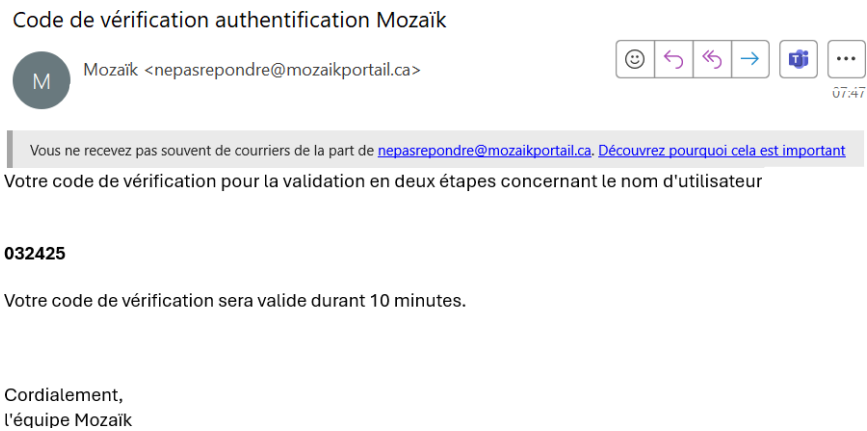 Code de vérification authentification Mozaïk
M
Mozaïk <nepasrepondre@mozaikportail.ca>
07:47
Vous ne recevez pas souvent de courriers de la part de nepasrepondre@mozaikportail.ca. Découvrez pourquoi cela est important
Votre code de vérification pour la validation en deux étapes concernant le nom d'utilisateur
032425
Votre code de vérification sera valide durant 10 minutes.
Cordialement,
l'équipe Mozaïk